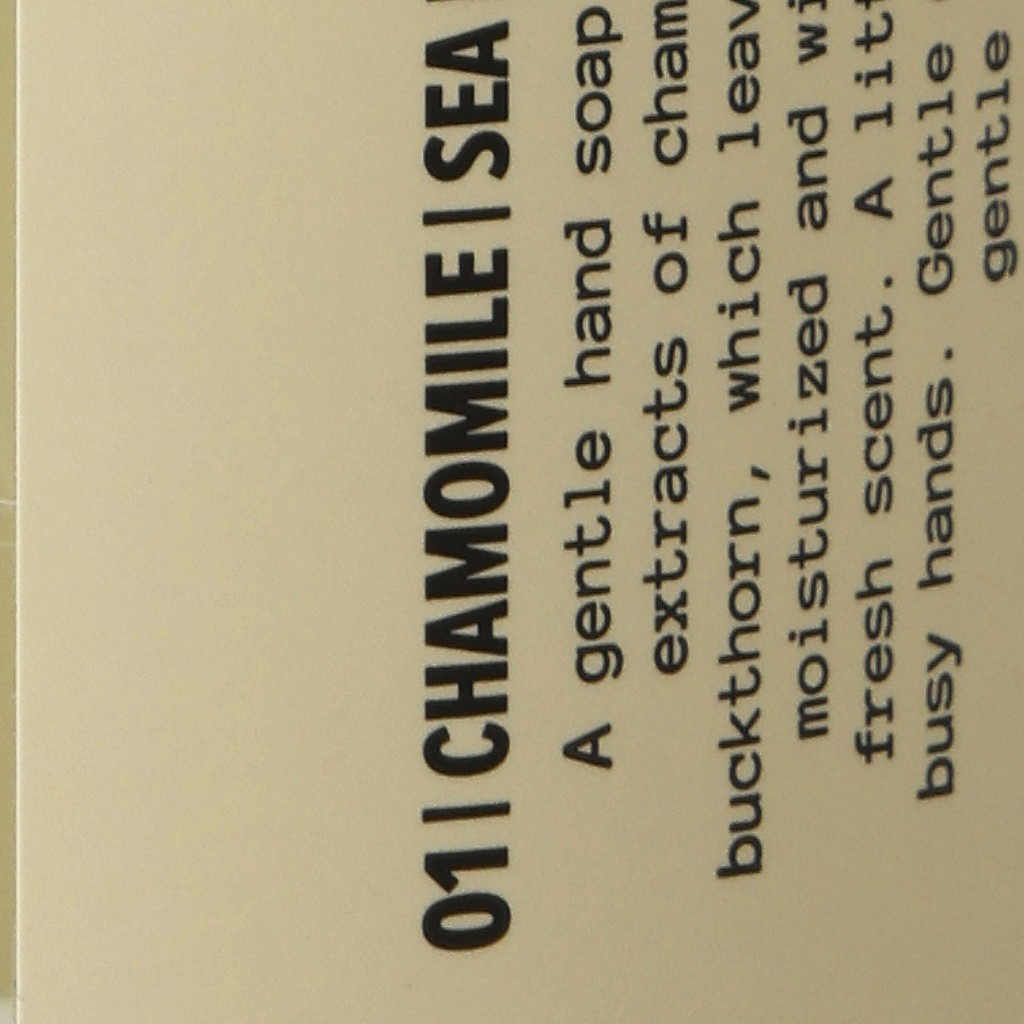 01 | CHAMOMILE | SEA
A gentle hand soap
extracts of cham
buckthorn, which leav
moisturized and wi
fresh scent. A litt
busy hands. Gentle
gentle